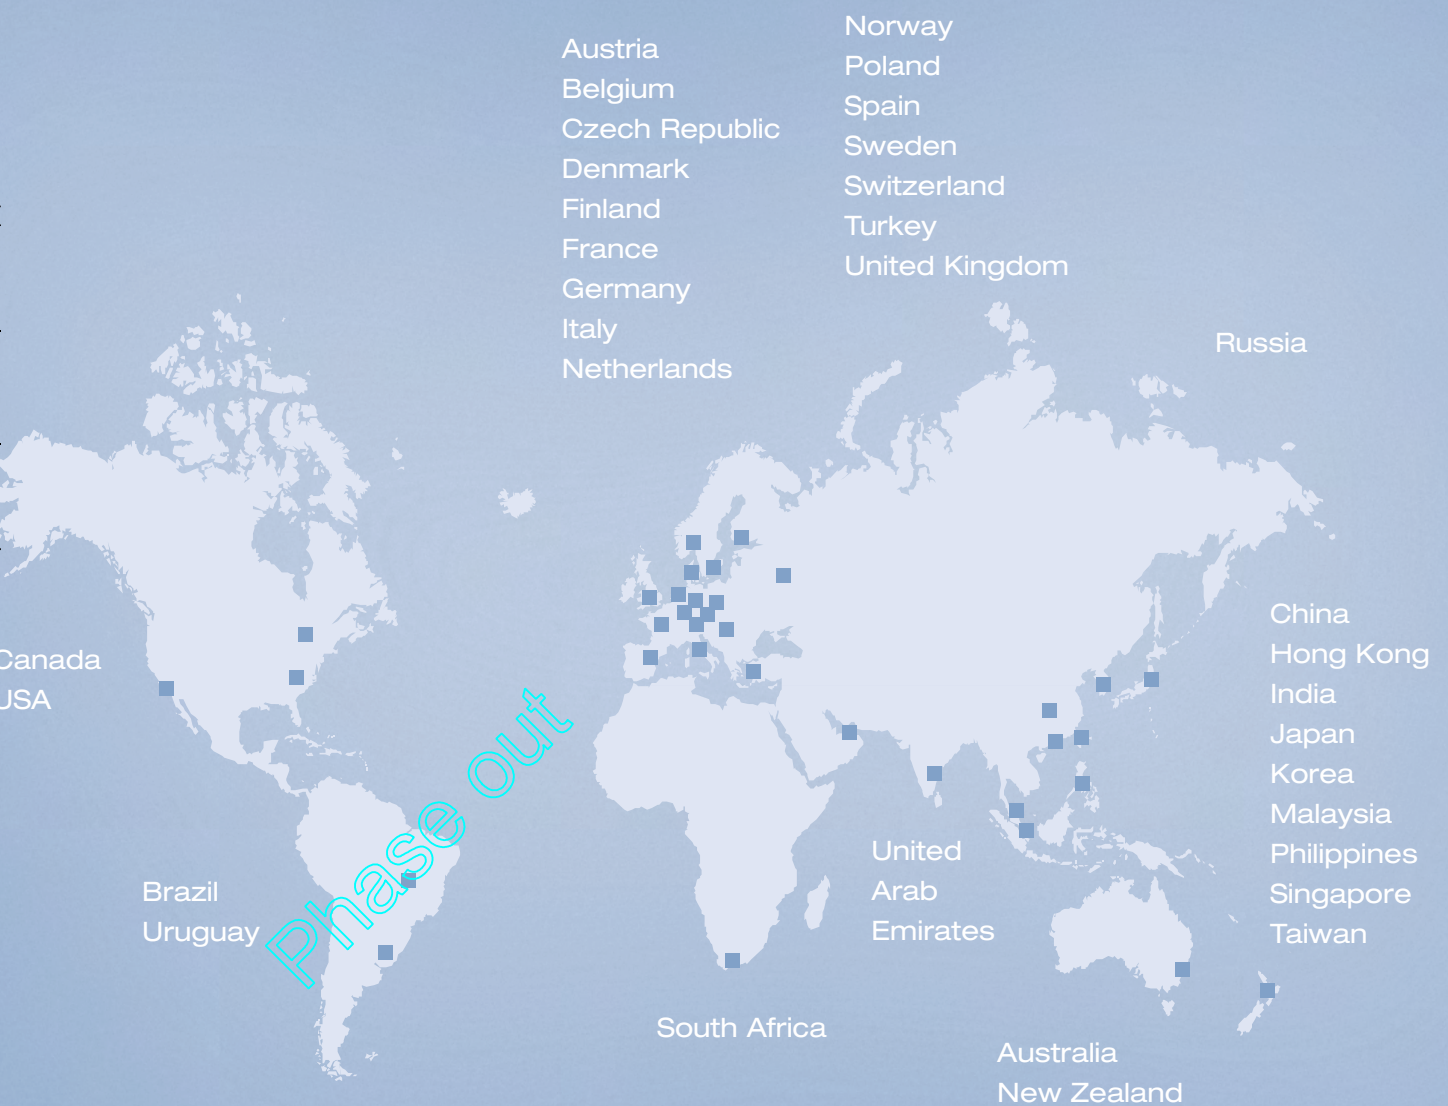 Austria
Belgium
Czech Republic
Denmark
Finland
France
Germany
Italy
Netherlands
Norway
Poland
Spain
Sweden
Switzerland
Turkey
United Kingdom
Russia
Canada
USA
China
Hong Kong
India
Japan
Korea
Malaysia
Philippines
Singapore
Taiwan
Brazil
Uruguay
Phase out
United
Arab
Emirates
South Africa
Australia
New Zealand